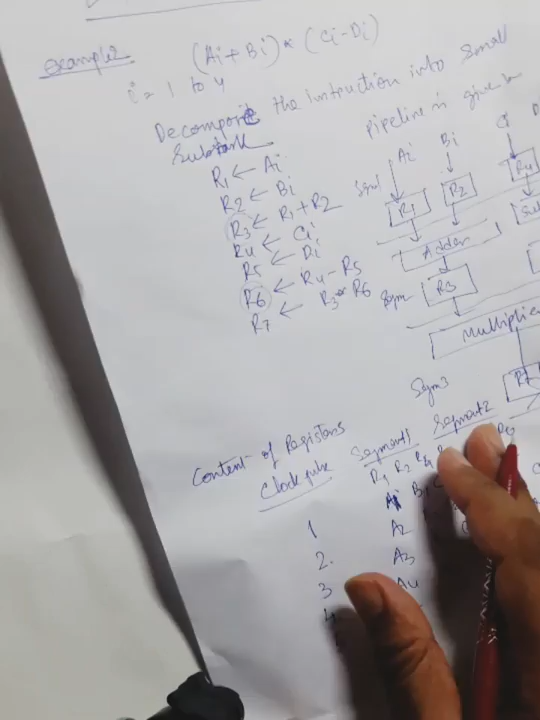 Example2 (Ai + Bi) * (Ci - Di)
i = 1 to 4
Decompose the instruction into small
Subtask
R1 ← Ai
R2 ← Bi
R3 ← R1 + R2
R4 ← Ci
R5 ← Di
R6 ← R4 - R5
R7 ← R3 * R6
pipeline is given
Ai Bi Ci
R1 R2 R4
Adder
R3
Multiplie
Segm3
Content of Registers
Clock pulse Segment1 Segment2
R1 R2 R4
A1 B1 C
1 A2
2. A3
3 A4
4